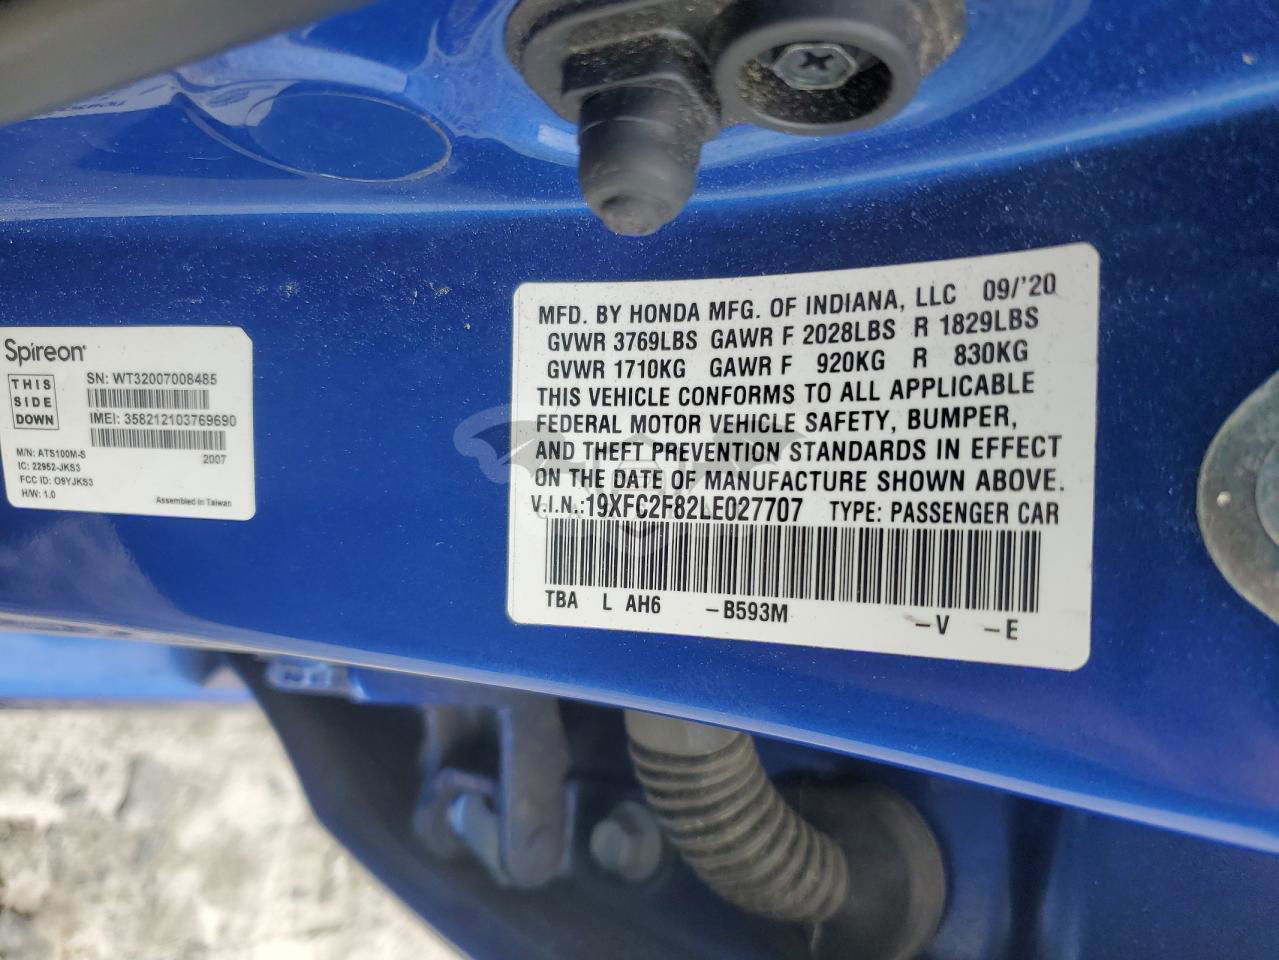 Spireon®
THIS
SIDE
DOWN
SN: WT32007008485
IMEI: 358212103769690
M/N: ATS100M-S
2007
IC: 22952-JKS3
FCC ID: O9YJKS3
H/W: 1.0
Assembled in Taiwan
MFD. BY HONDA MFG. OF INDIANA, LLC 09/'20
GVWR 3769LBS GAWR F 2028LBS R 1829LBS
GVWR 1710KG GAWR F 920KG R 830KG
THIS VEHICLE CONFORMS TO ALL APPLICABLE
FEDERAL MOTOR VEHICLE SAFETY, BUMPER,
AND THEFT PREVENTION STANDARDS IN EFFECT
ON THE DATE OF MANUFACTURE SHOWN ABOVE.
V.I.N.:19XFC2F82LE027707 TYPE: PASSENGER CAR
TBA L AH6 -B593M -V -E